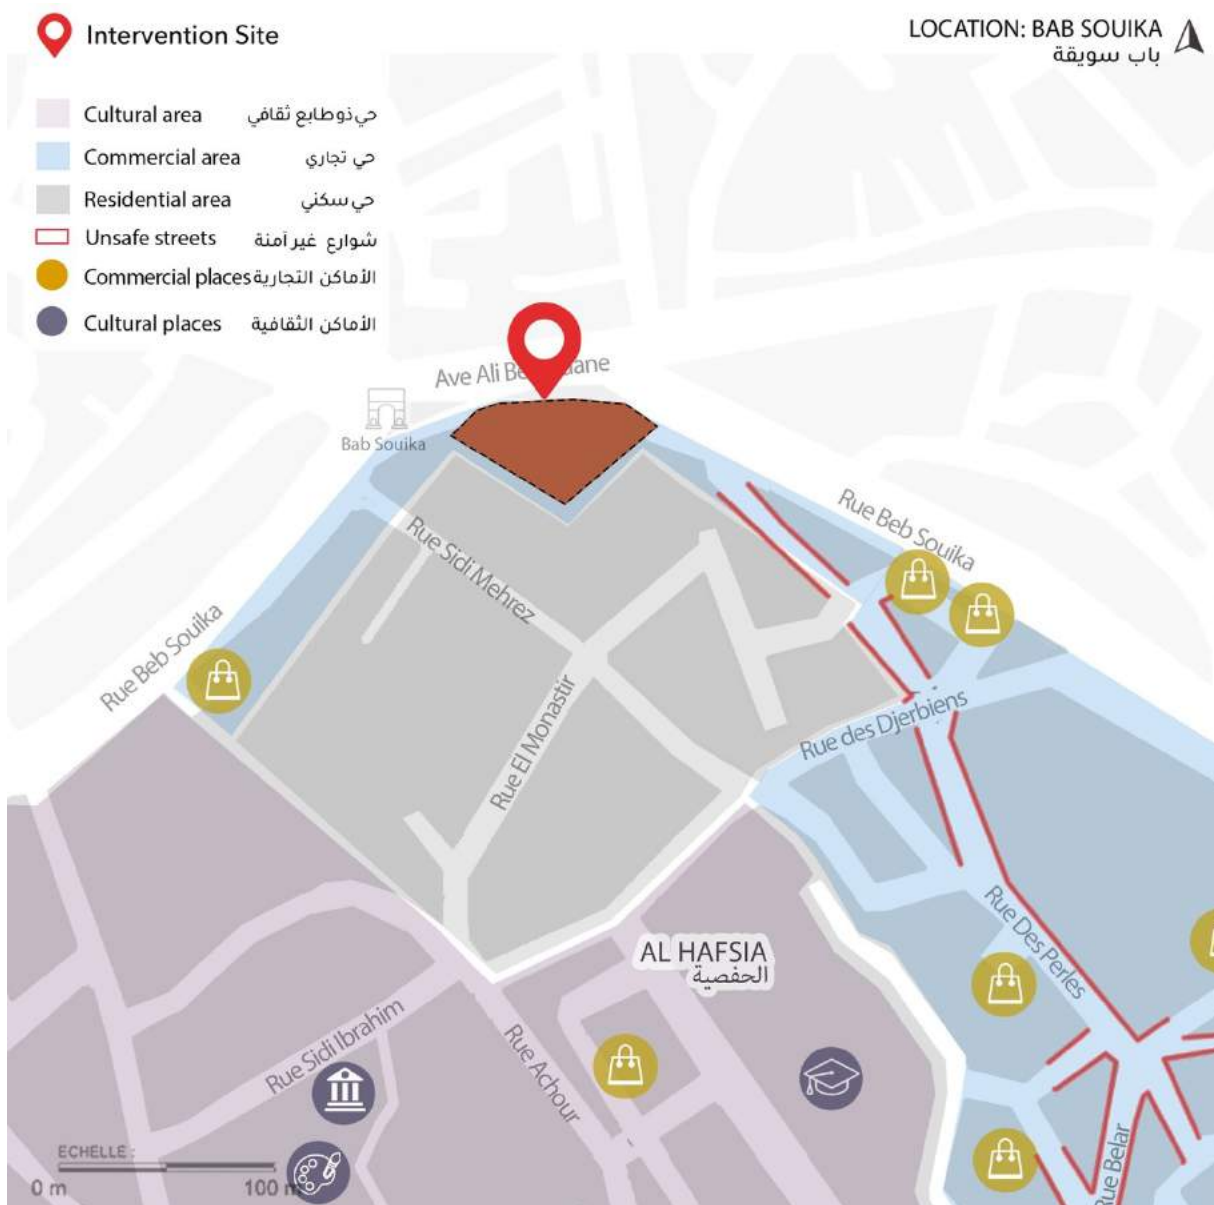 Intervention Site
LOCATION: BAB SOUIKA
باب سويقة
Cultural area حي ذو طابع ثقافي
Commercial area حي تجاري
Residential area حي سكني
Unsafe streets شوارع غير آمنة
Commercial places الأماكن التجارية
Cultural places الأماكن الثقافية
Ave Ali
Bab Souika
Rue Beb Souika
Rue Sidi Mehrez
Rue Beb Souika
Rue El Monastir
Rue des Djerbiens
Rue Des Perles
AL HAFSIA
الحفصية
Rue Sidi Ibrahim
Rue Achour
Rue Belar
ECHELLE :
0 m 100 m